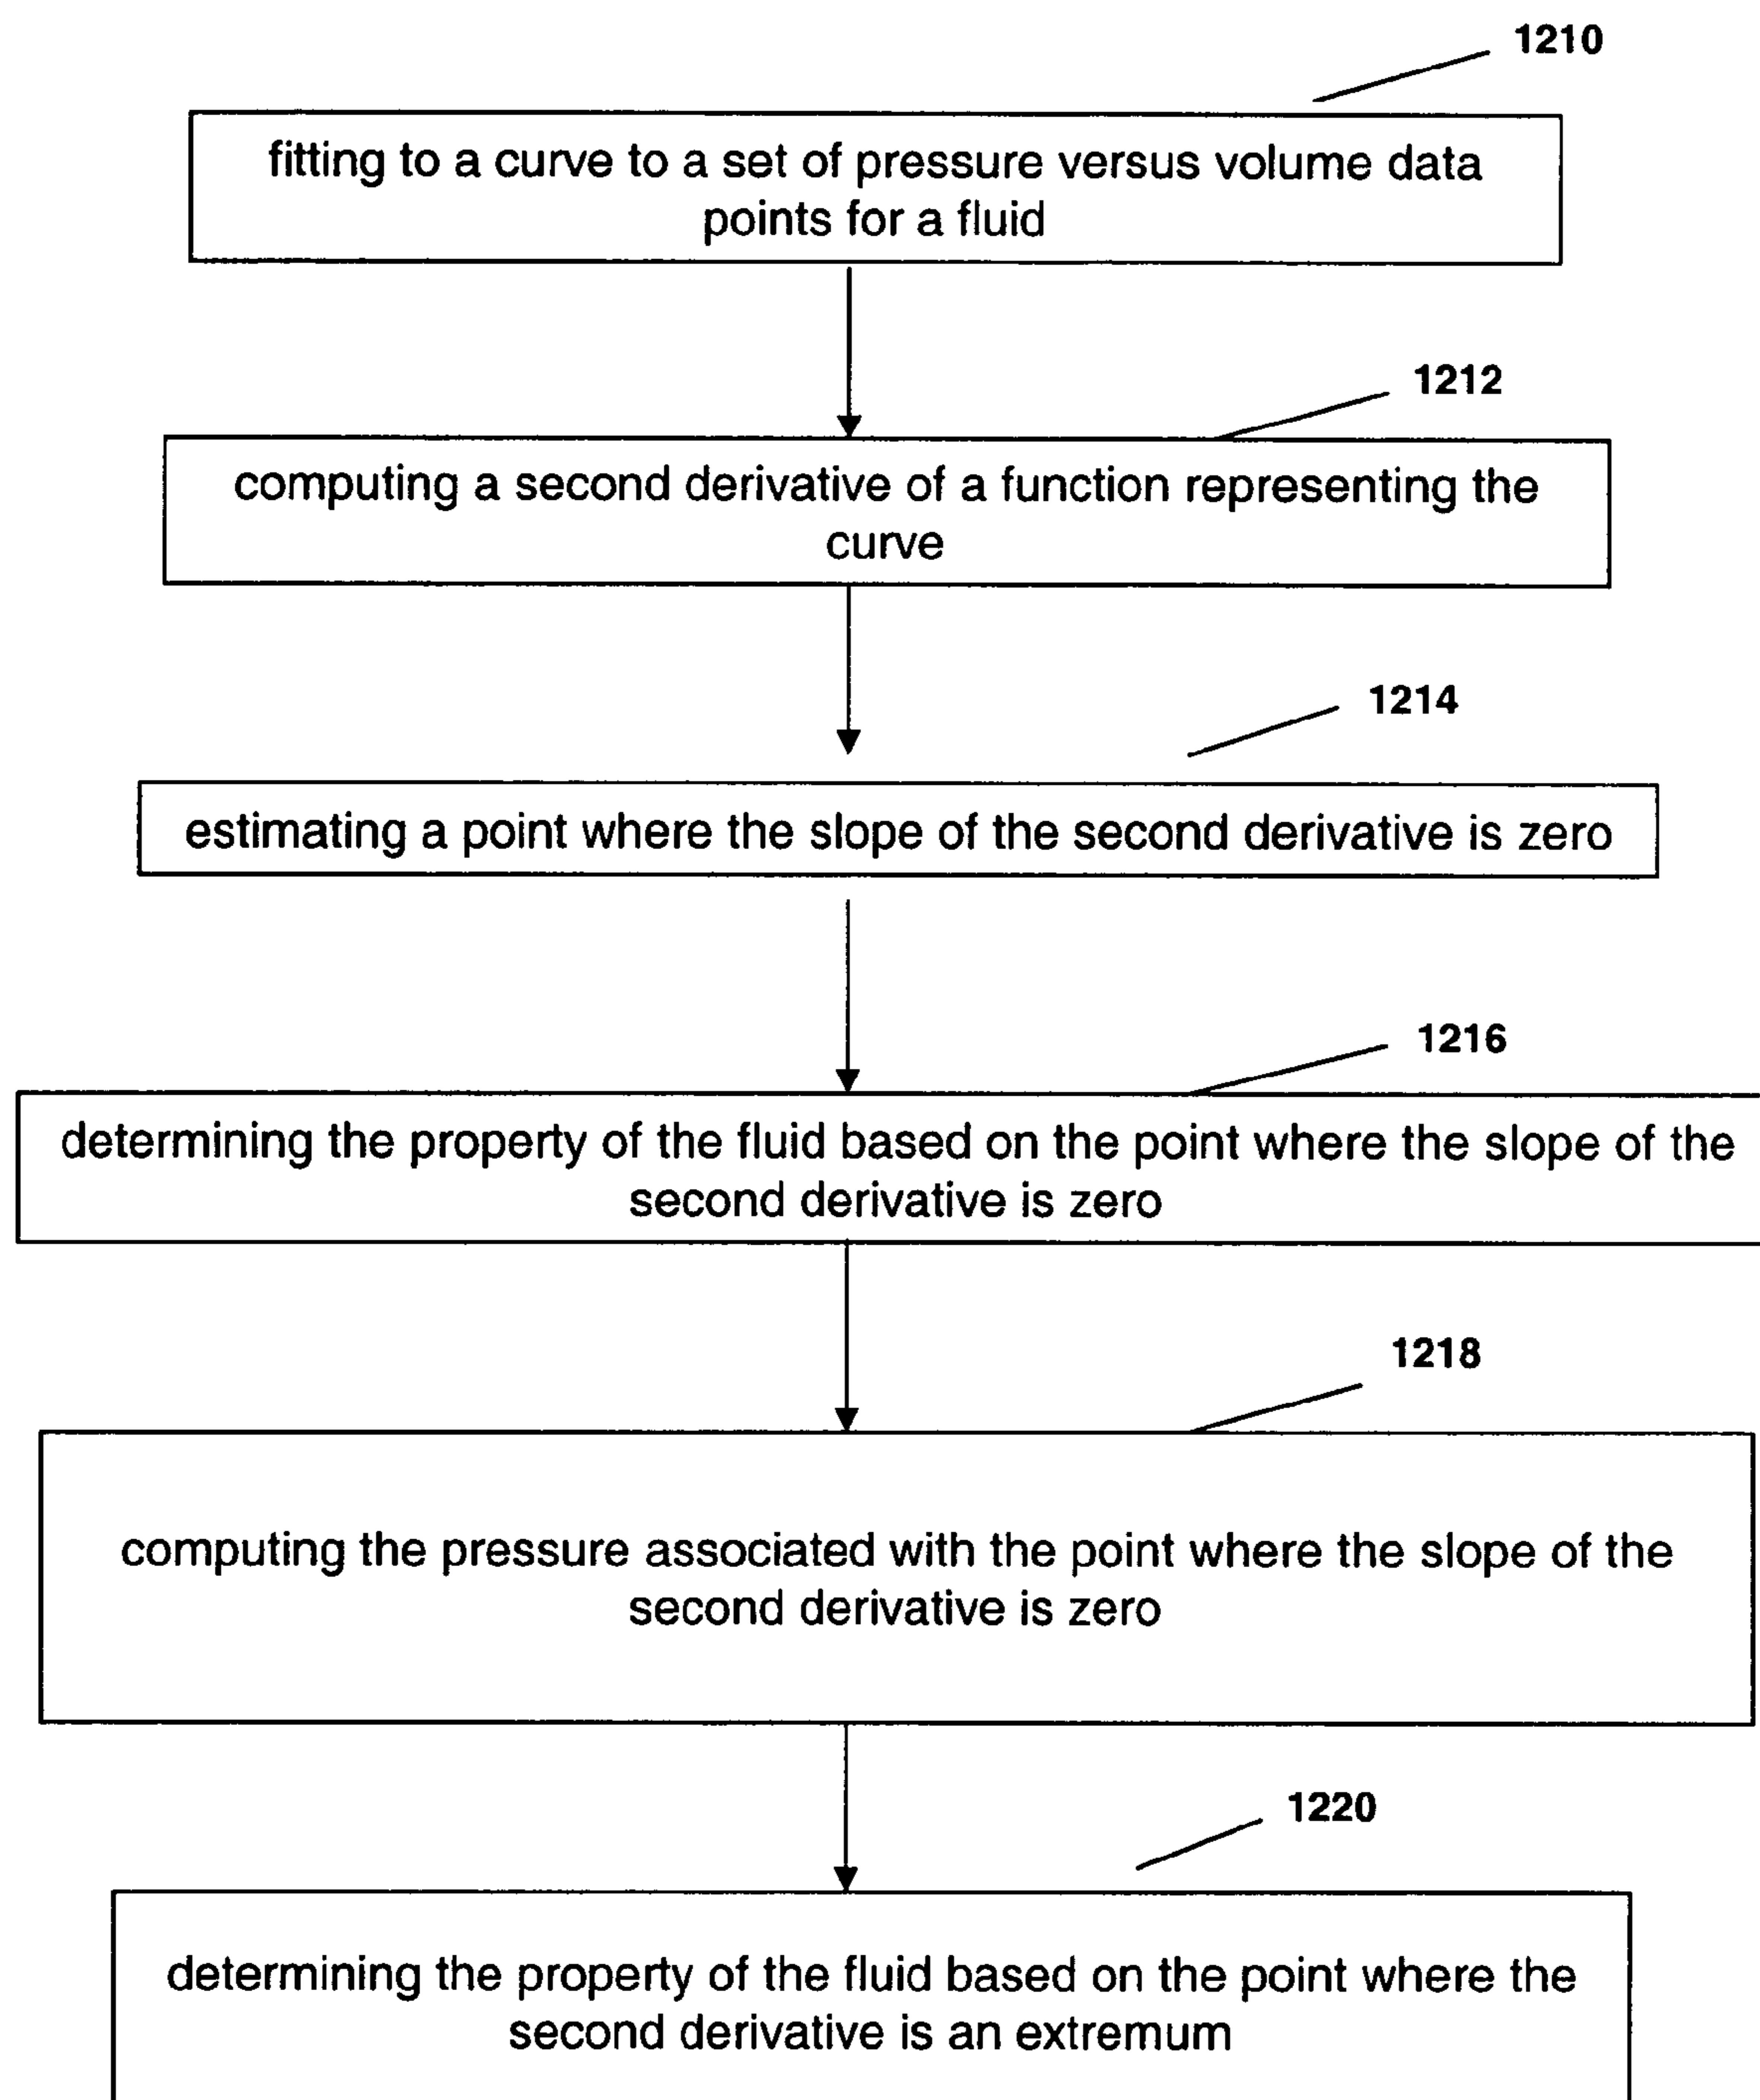 1210
fitting to a curve to a set of pressure versus volume data
points for a fluid
1212
computing a second derivative of a function representing the
curve
1214
estimating a point where the slope of the second derivative is zero
1216
determining the property of the fluid based on the point where the slope of the
second derivative is zero
1218
computing the pressure associated with the point where the slope of the
second derivative is zero
1220
determining the property of the fluid based on the point where the
second derivative is an extremum